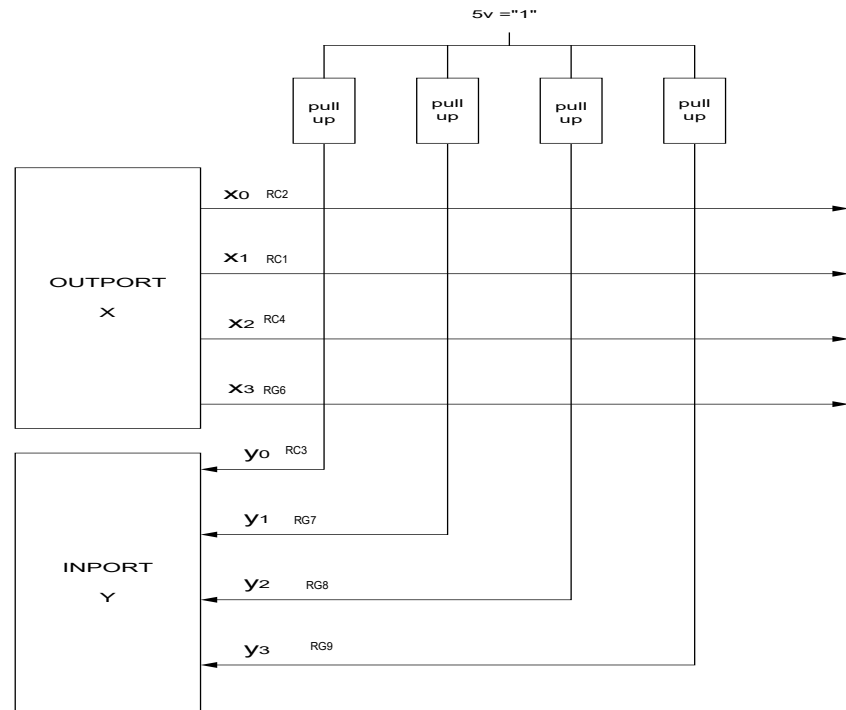 5v ="1"
pull
up
pull
up
pull
up
pull
up
x0 RC2
x1 RC1
OUTPORT
X
x2 RC4
x3 RG6
y0 RC3
y1 RG7
INPORT
Y
y2 RG8
y3 RG9